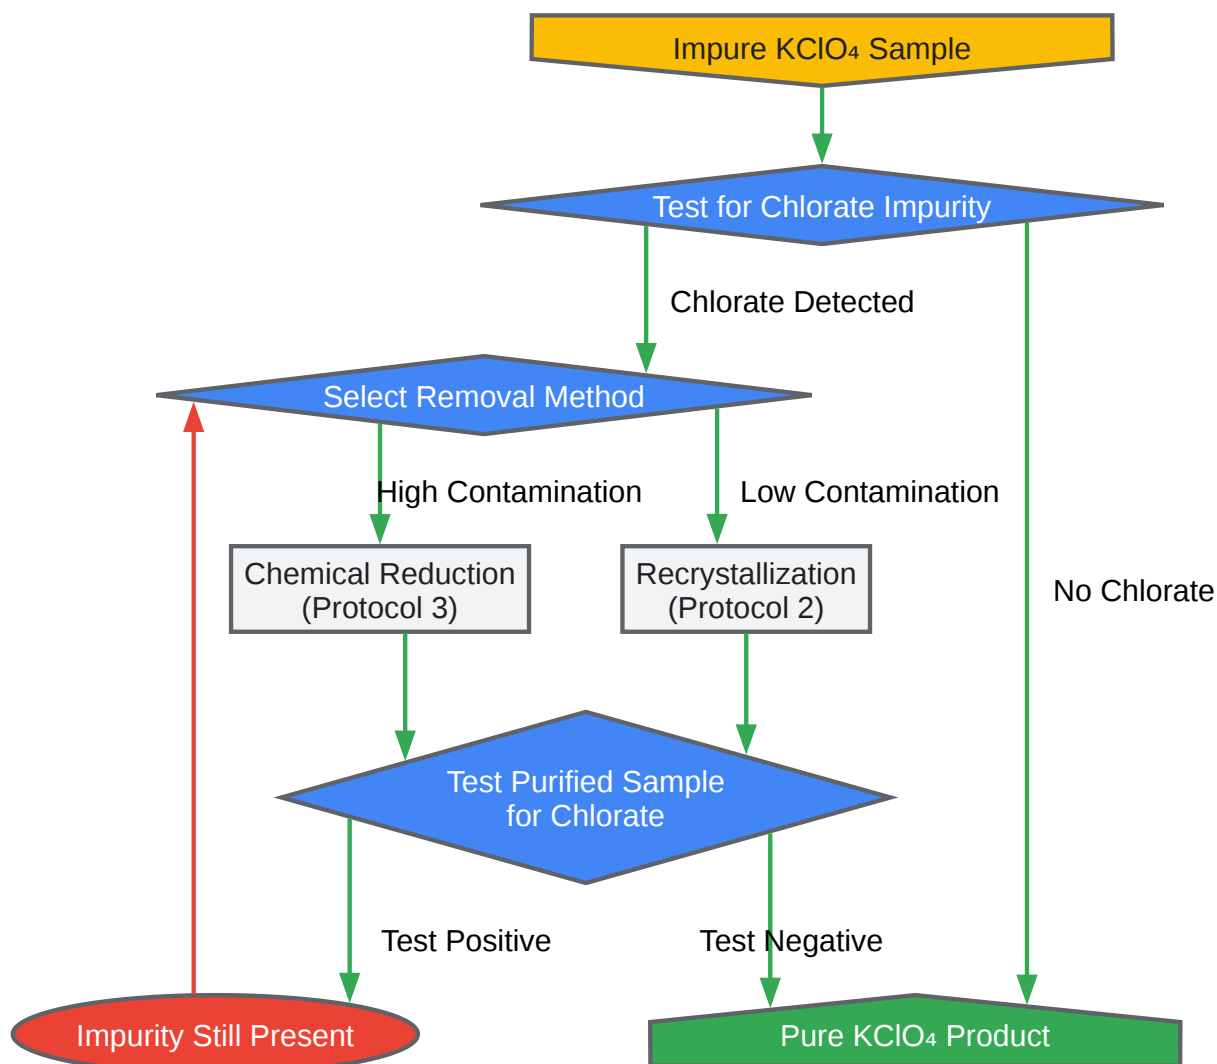 Impure KClO₄ Sample
Test for Chlorate Impurity
Chlorate Detected
Select Removal Method
High Contamination
Low Contamination
Chemical Reduction
(Protocol 3)
Recrystallization
(Protocol 2)
No Chlorate
Test Purified Sample
for Chlorate
Test Positive
Test Negative
Impurity Still Present
Pure KClO₄ Product